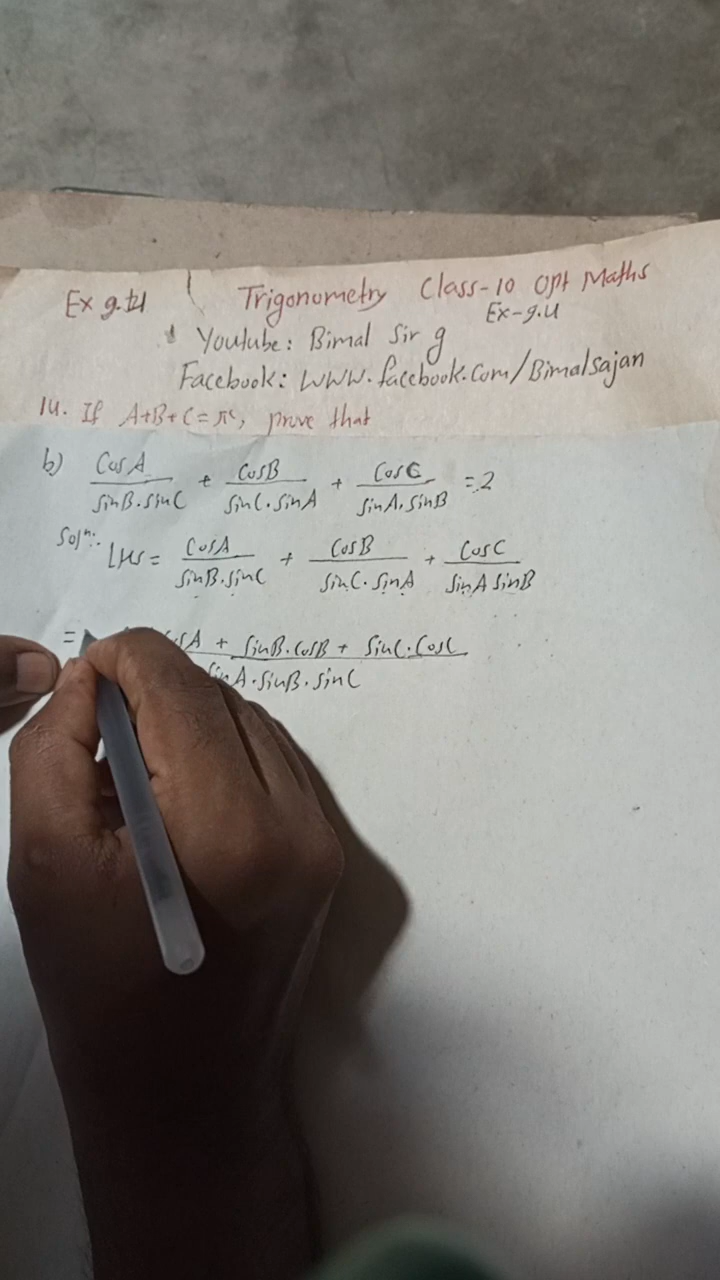 Ex 9.4 Trigonometry Class-10 Opt Maths
Ex-9.4
Youtube: Bimal Sir g
Facebook: WWW.facebook.com/Bimalsajan
14. If A+B+C=πᶜ, prove that
b) CosA/SinB.SinC + CosB/SinC.SinA + CosC/SinA.SinB =2
Solⁿ:. LHS = CosA/SinB.SinC + CosB/SinC.SinA + CosC/SinA SinB
= CosA + SinB.CosB + SinC.CosC / SinA.SinB.SinC